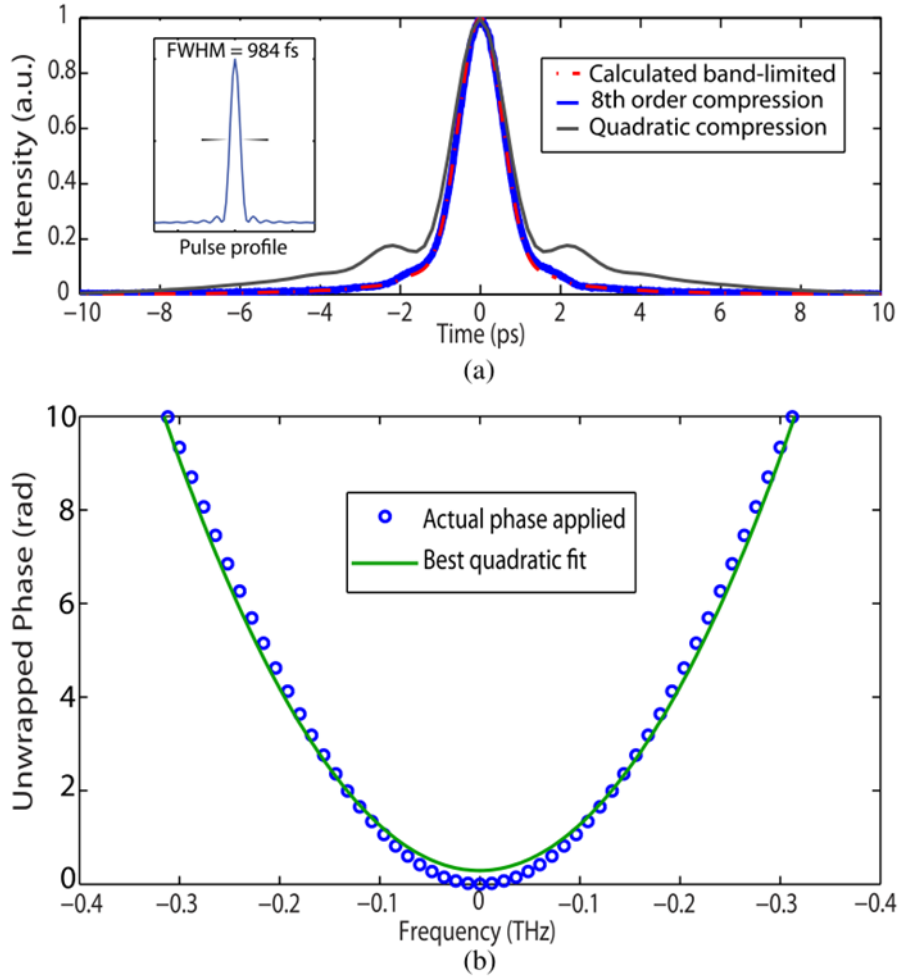 1
0.8
0.6
0.4
0.2
0
Intensity (a.u.)
FWHM = 984 fs
Pulse profile
Calculated band-limited
8th order compression
Quadratic compression
−10 −8 −6 −4 −2 0 2 4 6 8 10
Time (ps)
(a)
10
8
6
4
2
0
Unwrapped Phase (rad)
Actual phase applied
Best quadratic fit
−0.4 −0.3 −0.2 −0.1 0 −0.1 −0.2 −0.3 −0.4
Frequency (THz)
(b)